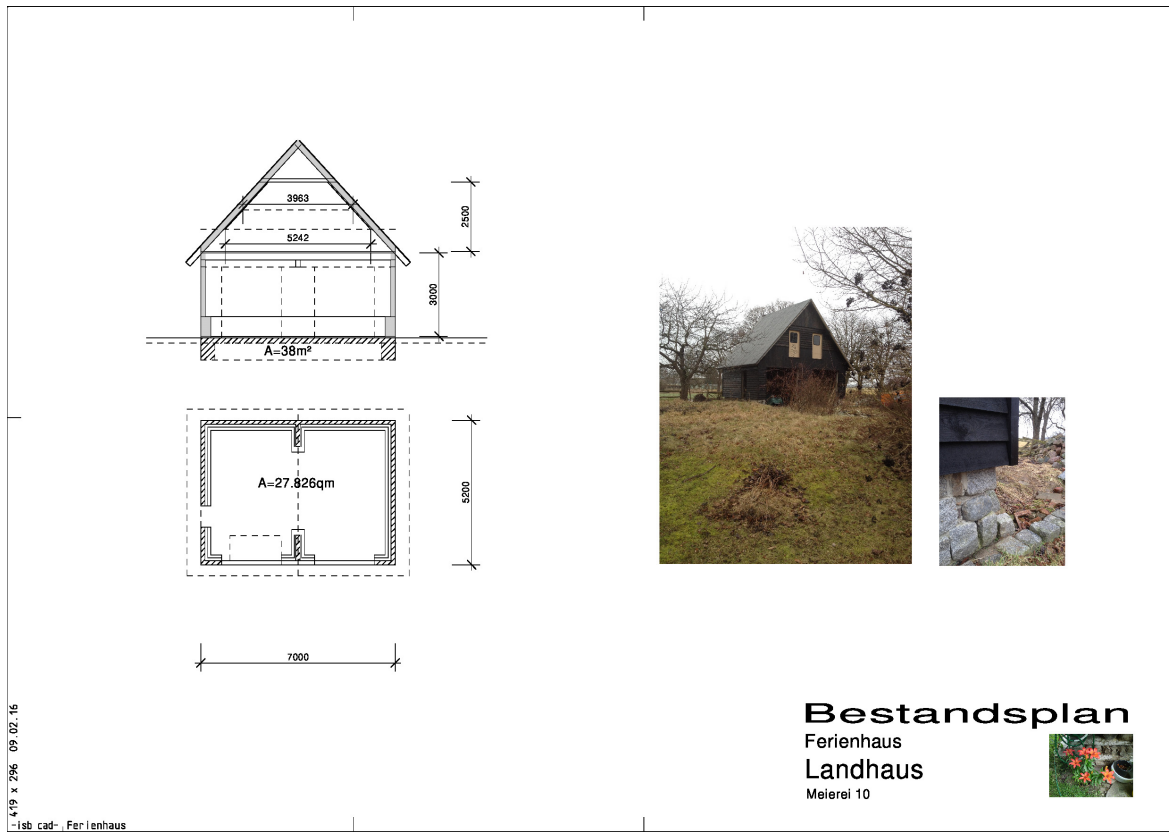 3963
2500
5242
3000
A=38m²
A=27.826qm
5200
7000
Bestandsplan
Ferienhaus
Landhaus
Meierei 10
419 x 296 09.02.16
-isb cad- Ferienhaus